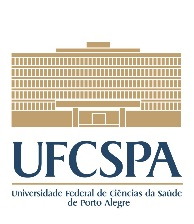 UFCSPA
Universidade Federal de Ciências da Saúde
de Porto Alegre